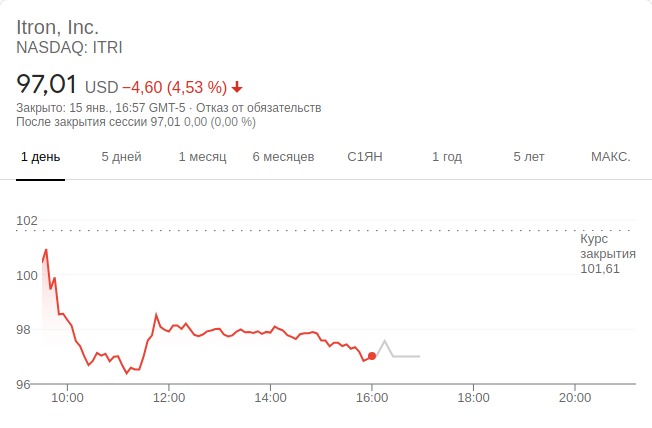 Itron, Inc.
NASDAQ: ITRI
97,01 USD −4,60 (4,53 %)
Закрыто: 15 янв., 16:57 GMT-5 · Отказ от обязательств
После закрытия сессии 97,01 0,00 (0,00 %)
1 день 5 дней 1 месяц 6 месяцев С1ЯН 1 год 5 лет МАКС.
102
Курс
закрытия
101,61
100
98
96
10:00 12:00 14:00 16:00 18:00 20:00